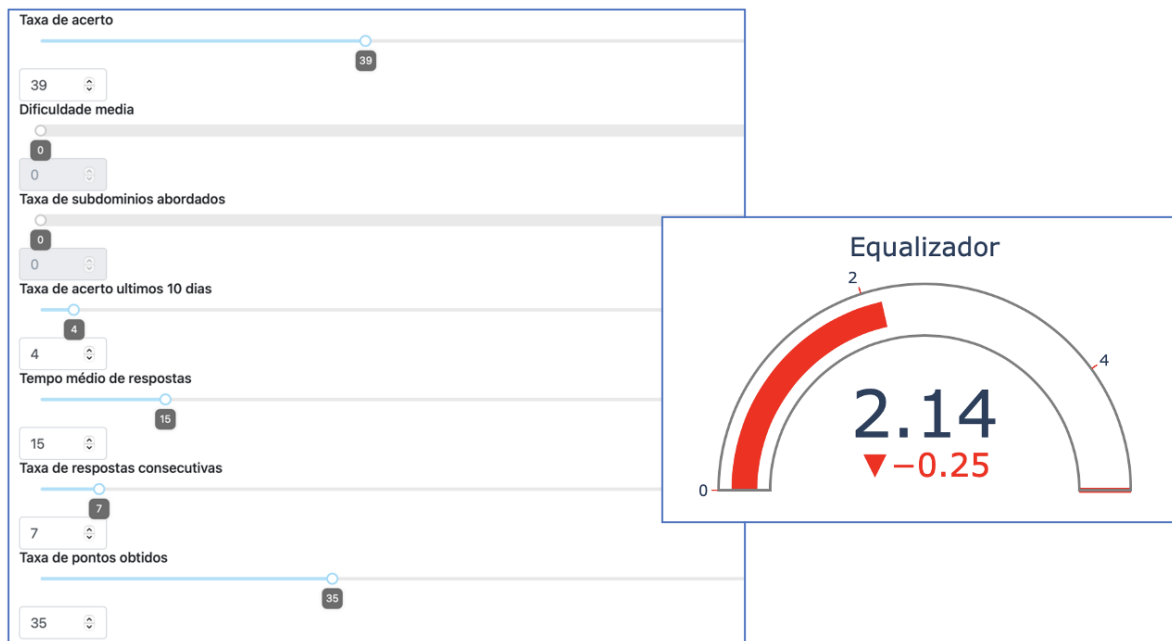 Taxa de acerto
39
39
Dificuldade media
0
0
Taxa de subdominios abordados
0
0
Taxa de acerto ultimos 10 dias
4
4
Tempo médio de respostas
15
15
Taxa de respostas consecutivas
7
7
Taxa de pontos obtidos
35
35
Equalizador
0
2
4
2.14
▼−0.25